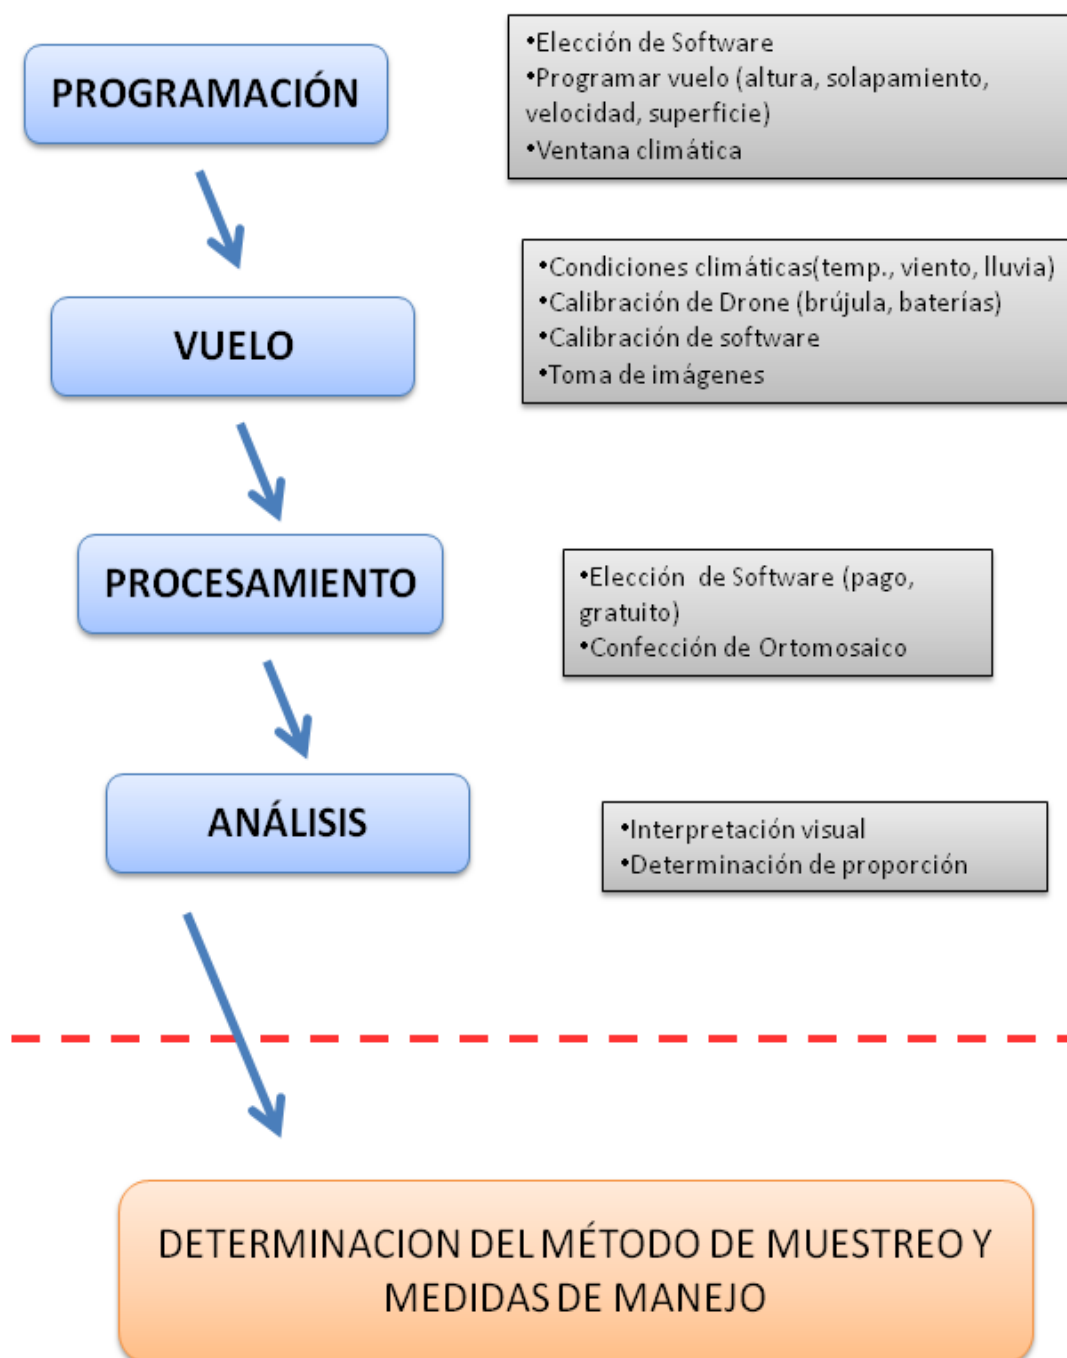 PROGRAMACIÓN
•Elección de Software
•Programar vuelo (altura, solapamiento,
velocidad, superficie)
•Ventana climática
VUELO
•Condiciones climáticas(temp., viento, lluvia)
•Calibración de Drone (brújula, baterías)
•Calibración de software
•Toma de imágenes
PROCESAMIENTO
•Elección de Software (pago,
gratuito)
•Confección de Ortomosaico
ANÁLISIS
•Interpretación visual
•Determinación de proporción
DETERMINACION DEL MÉTODO DE MUESTREO Y
MEDIDAS DE MANEJO